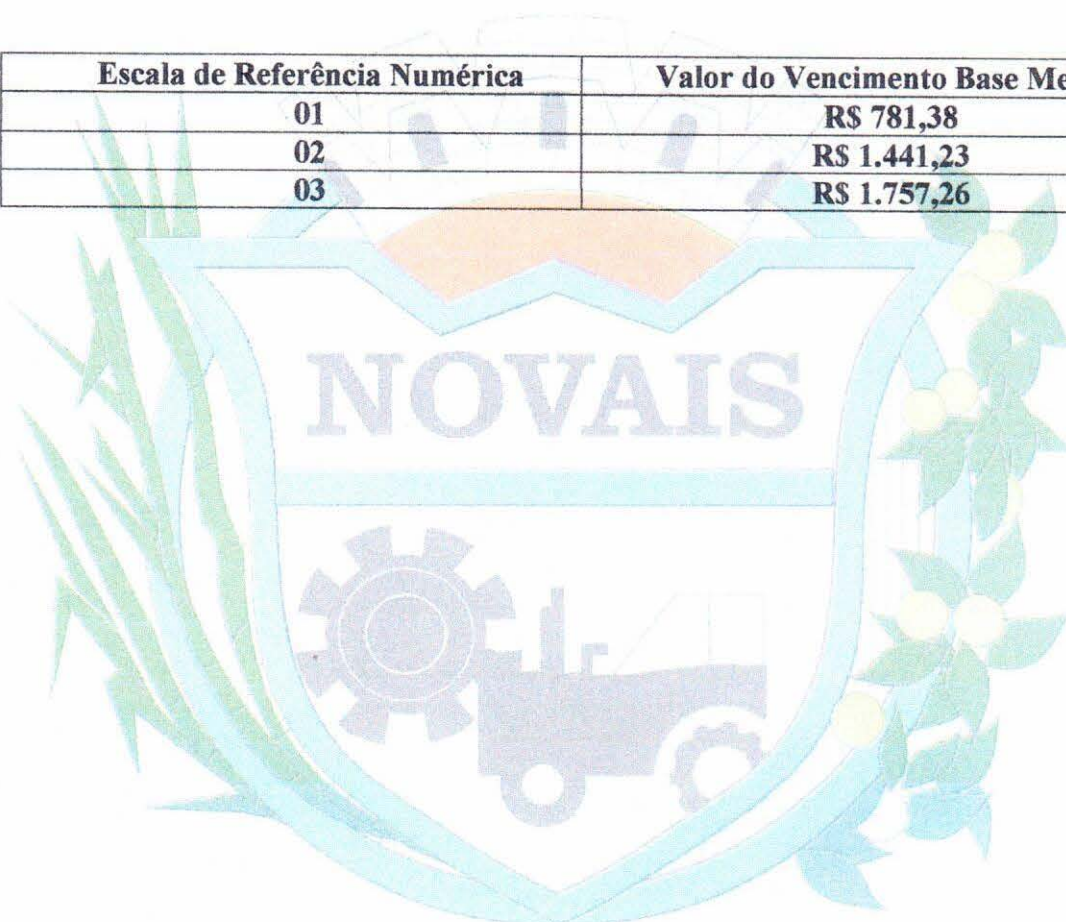 Escala de Referência Numérica Valor do Vencimento Base Me
01 R$ 781,38
02 R$ 1.441,23
03 R$ 1.757,26
NOVAIS